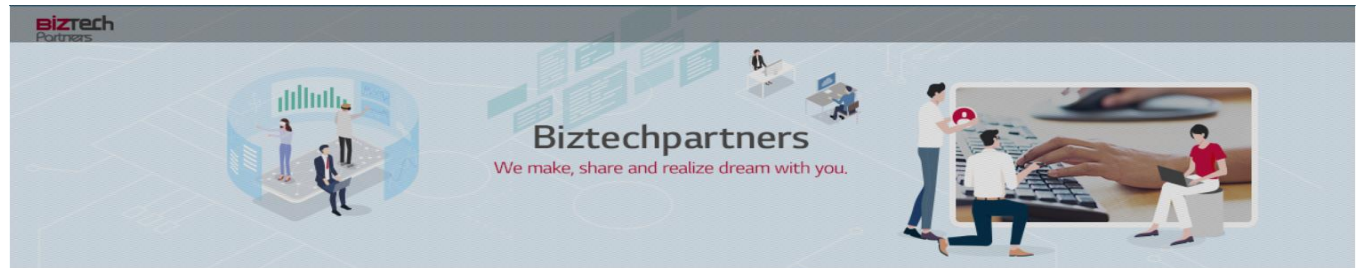 BIZTECH
Partners
Biztechpartners
We make, share and realize dream with you.